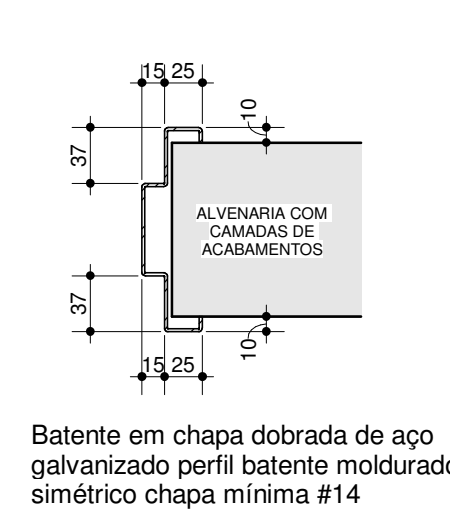 15 25
10
37
ALVENARIA COM
CAMADAS DE
ACABAMENTOS
37
10
15 25
Batente em chapa dobrada de aço
galvanizado perfil batente moldurado
simétrico chapa mínima #14